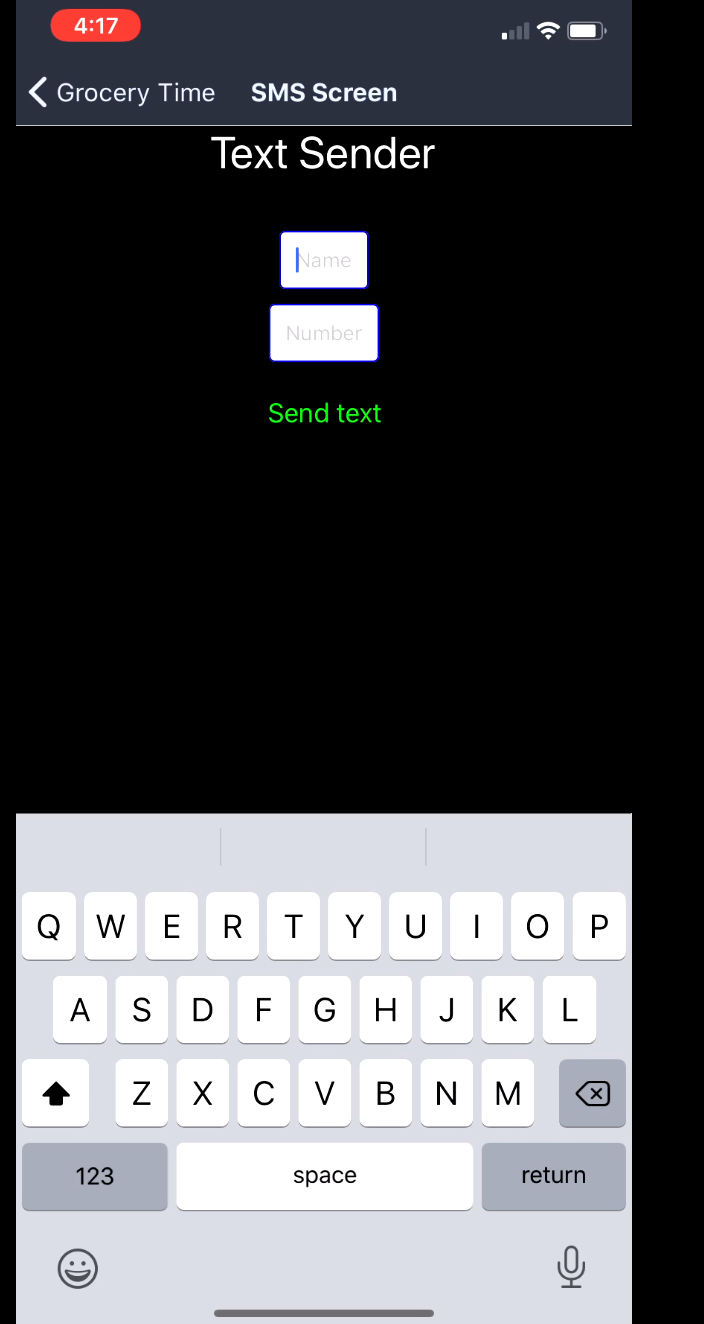 4:17
Grocery Time SMS Screen
Text Sender
Name
Number
Send text
Q W E R T Y U I O P
A S D F G H J K L
Z X C V B N M
123 space return